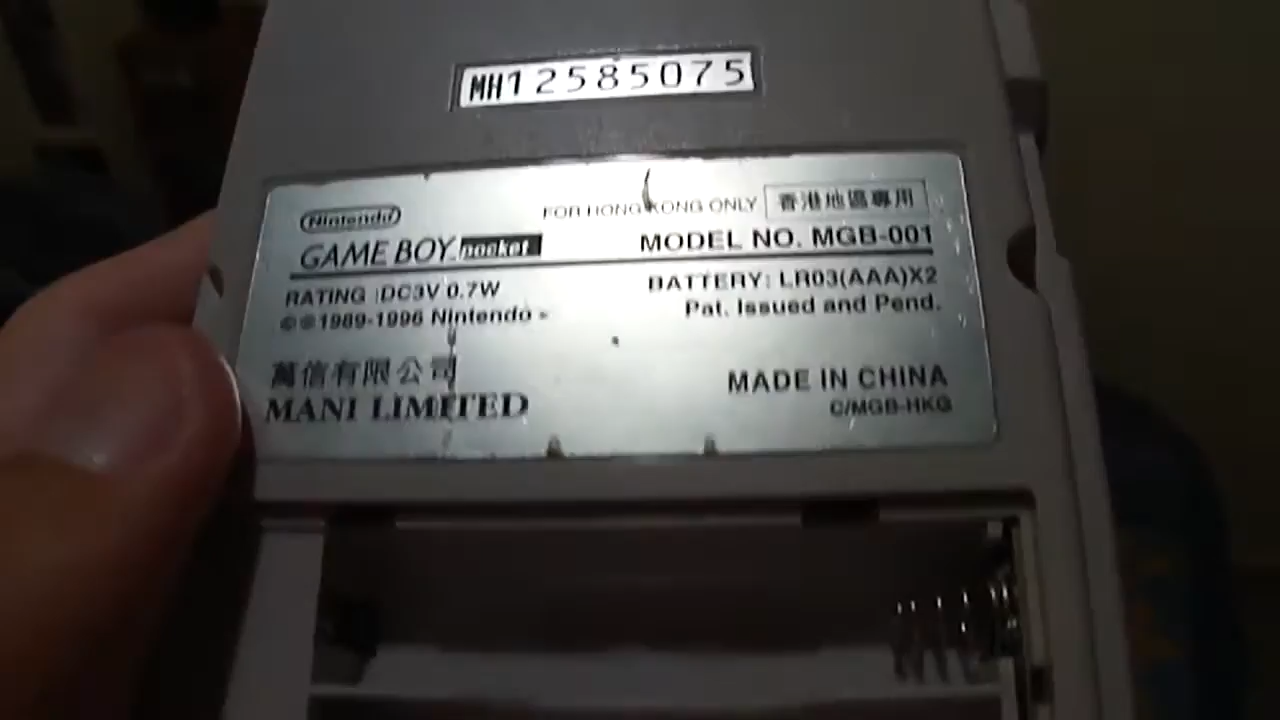 MH12585075
FOR HONG KONG ONLY 香港地區專用
Nintendo
GAME BOY pocket MODEL NO. MGB-001
RATING :DC3V 0.7W BATTERY: LR03(AAA)X2
©®1989-1996 Nintendo Pat. Issued and Pend.
萬信有限公司
MANI LIMITED
MADE IN CHINA
C/MGB-HKG